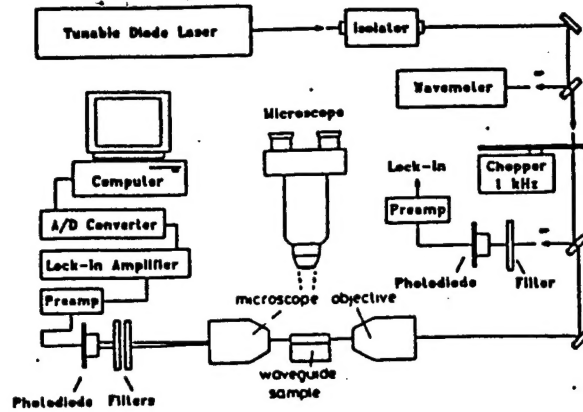 Tunable Diode Laser
Isolator
Wavemeter
Microscope
Lock-in
Chopper
1 kHz
Computer
Preamp
A/D Converter
Lock-in Amplifier
Photodiode
Filter
Preamp
microscope objective
waveguide
sample
Photodiode Filters